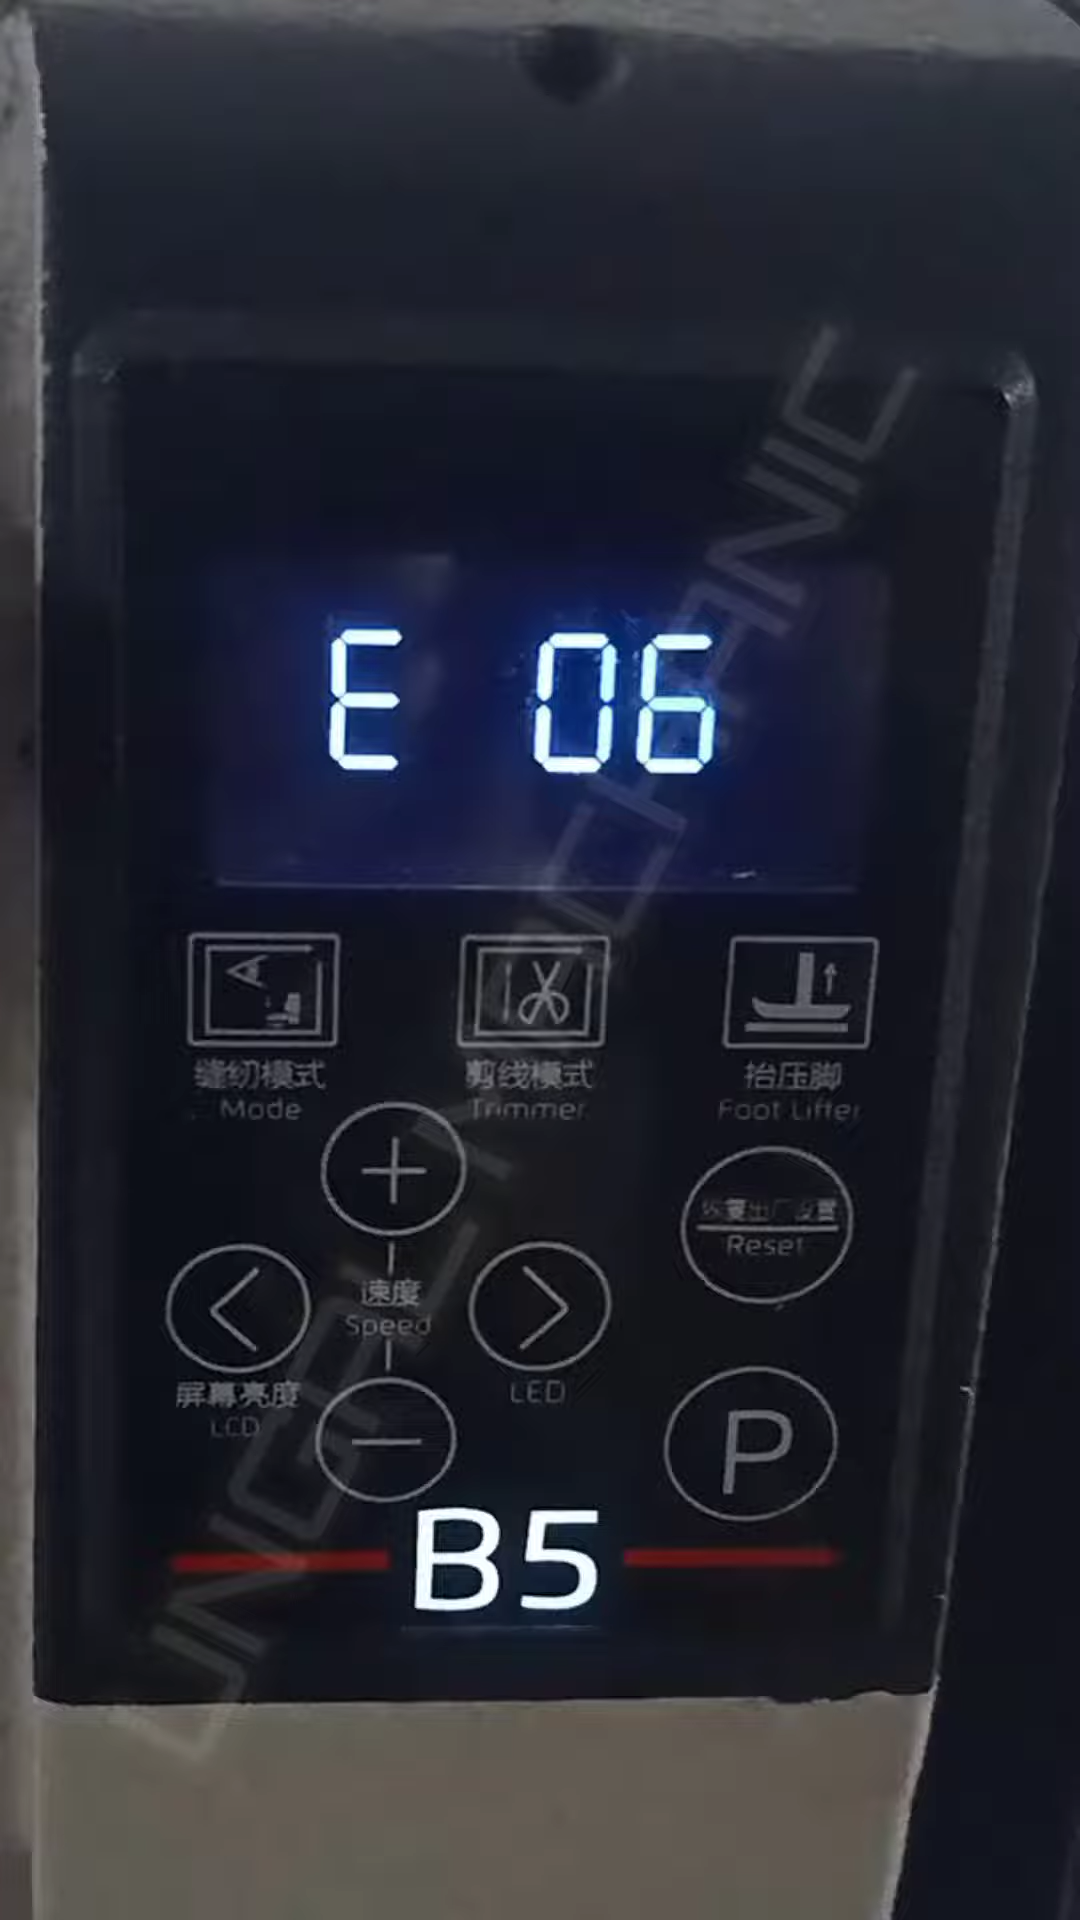 E 06
缝纫模式
Mode
剪线模式
Trimmer
抬压脚
Foot Lifter
恢复出厂设置
Reset
速度
Speed
屏幕亮度
LCD
LED
P
B5